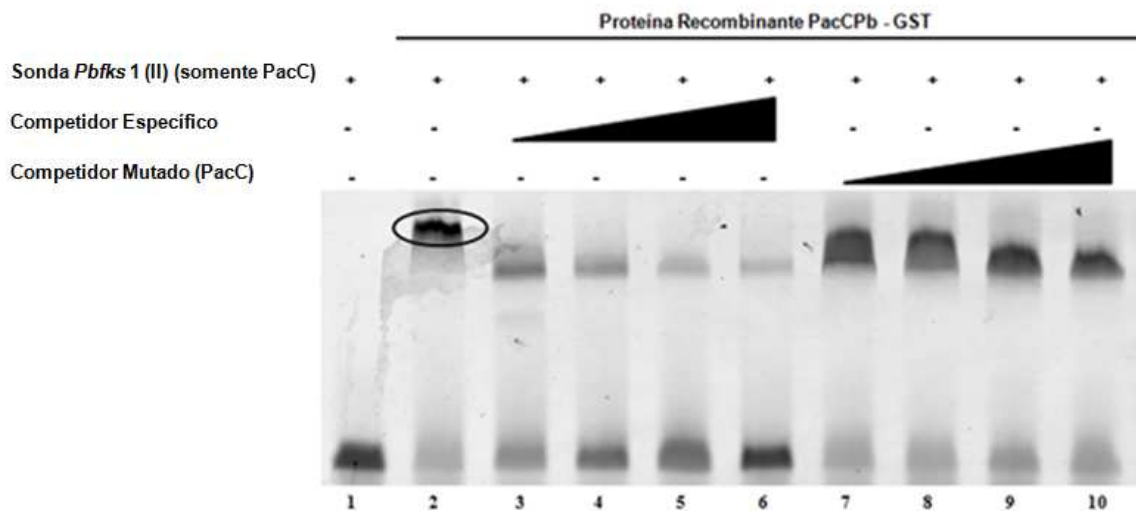 Proteína Recombinante PacCPb - GST
Sonda Pbfks 1 (II) (somente PacC) + + + + + + + + + +
Competidor Específico - - - - - -
Competidor Mutado (PacC) - - - - - -
1 2 3 4 5 6 7 8 9 10